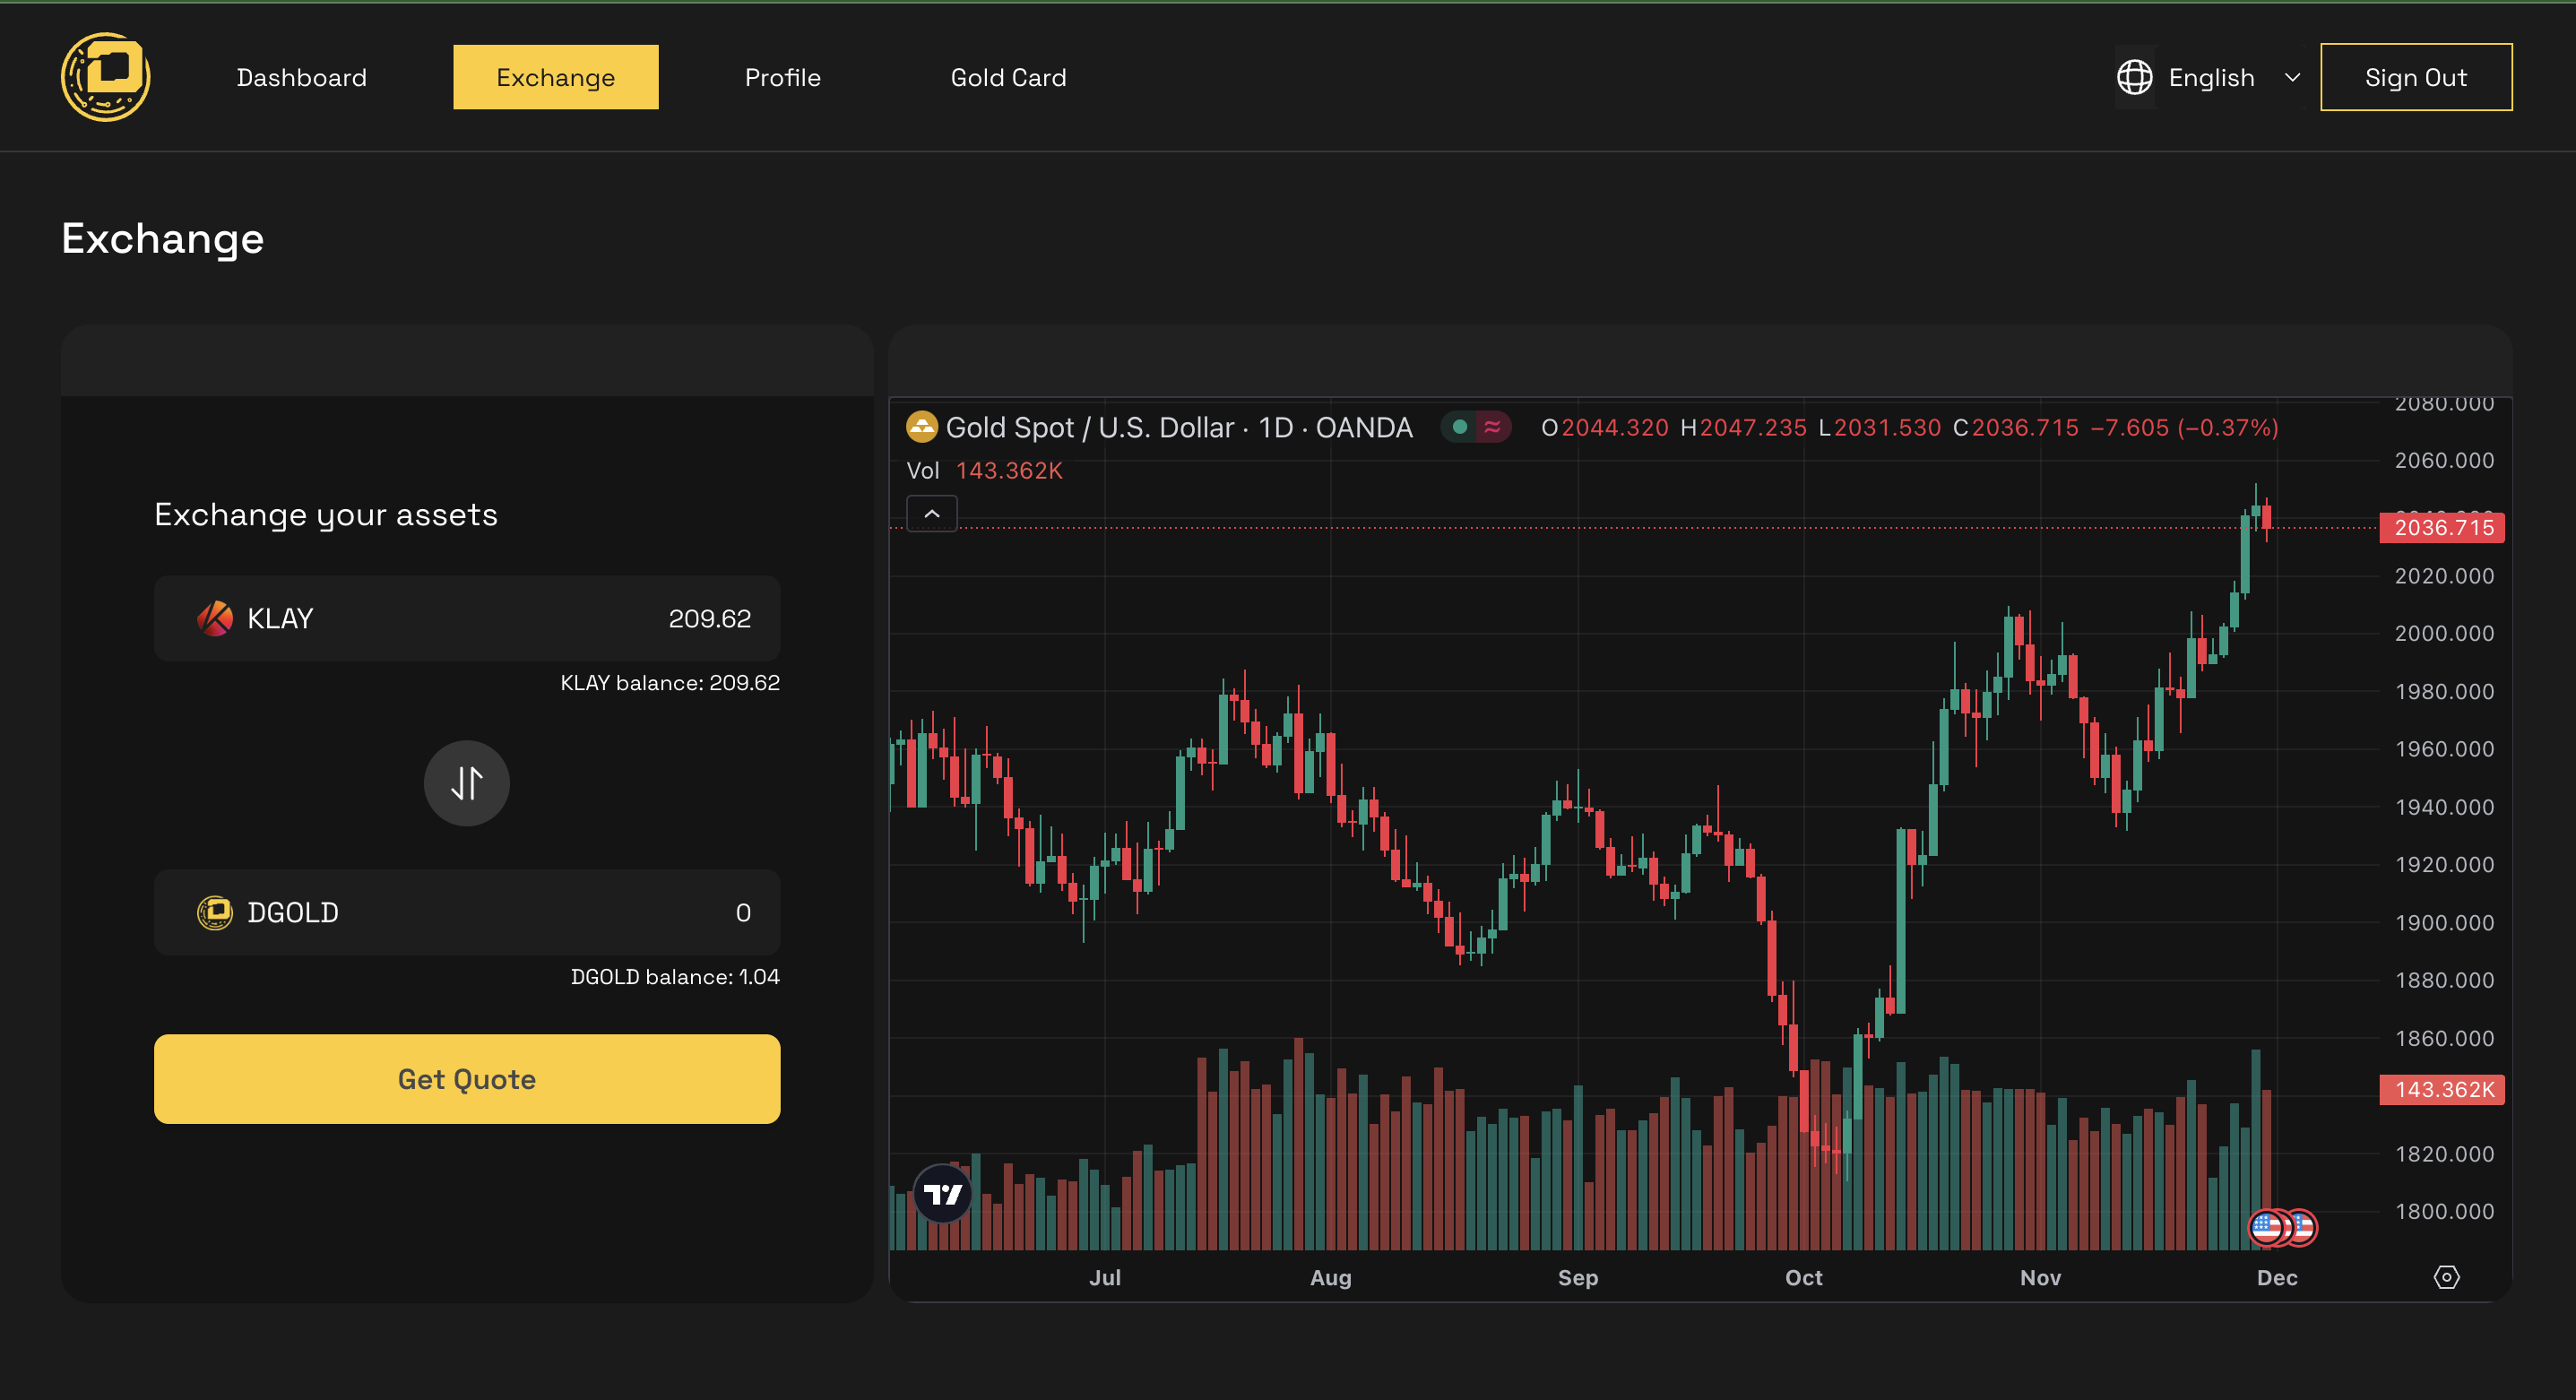 Dashboard
Exchange
Profile
Gold Card
English
Sign Out
Exchange
Exchange your assets
KLAY 209.62
KLAY balance: 209.62
DGOLD 0
DGOLD balance: 1.04
Get Quote
Gold Spot / U.S. Dollar · 1D · OANDA O2044.320 H2047.235 L2031.530 C2036.715 −7.605 (−0.37%)
Vol 143.362K
2080.000
2060.000
2036.715
2020.000
2000.000
1980.000
1960.000
1940.000
1920.000
1900.000
1880.000
1860.000
143.362K
1820.000
1800.000
Jul Aug Sep Oct Nov Dec